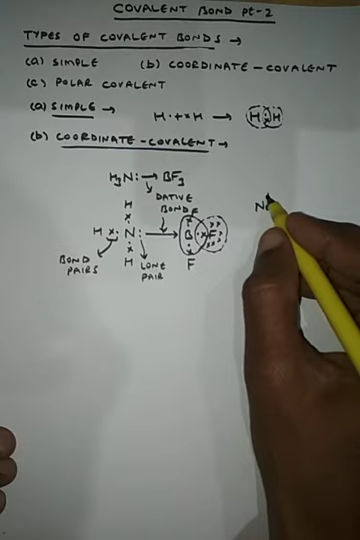 COVALENT BOND Pt-2
TYPES OF COVALENT BONDS →
(a) SIMPLE (b) COORDINATE-COVALENT
(c) POLAR COVALENT
(a) SIMPLE → H·+×H → H ·× H
(b) COORDINATE-COVALENT →
H₃N: → BF₃
DATIVE
H BOND F
H ×· N : → B ·× F
BOND PAIRS H LONE PAIR F
N